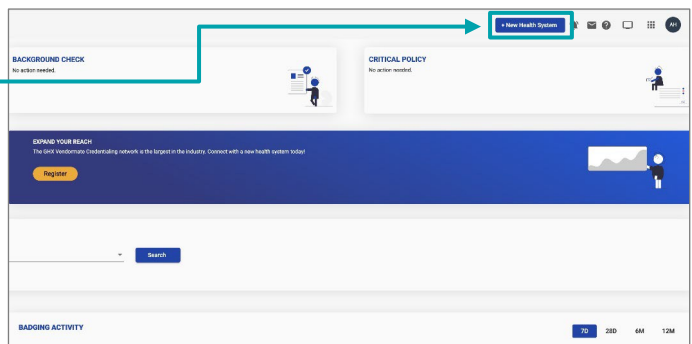 + New Health System
AH
BACKGROUND CHECK
No action needed.
CRITICAL POLICY
No action needed.
EXPAND YOUR REACH
The GHX Vendormate Credentialing network is the largest in the industry. Connect with a new health system today!
Register
Search
BADGING ACTIVITY
7D 28D 6M 12M